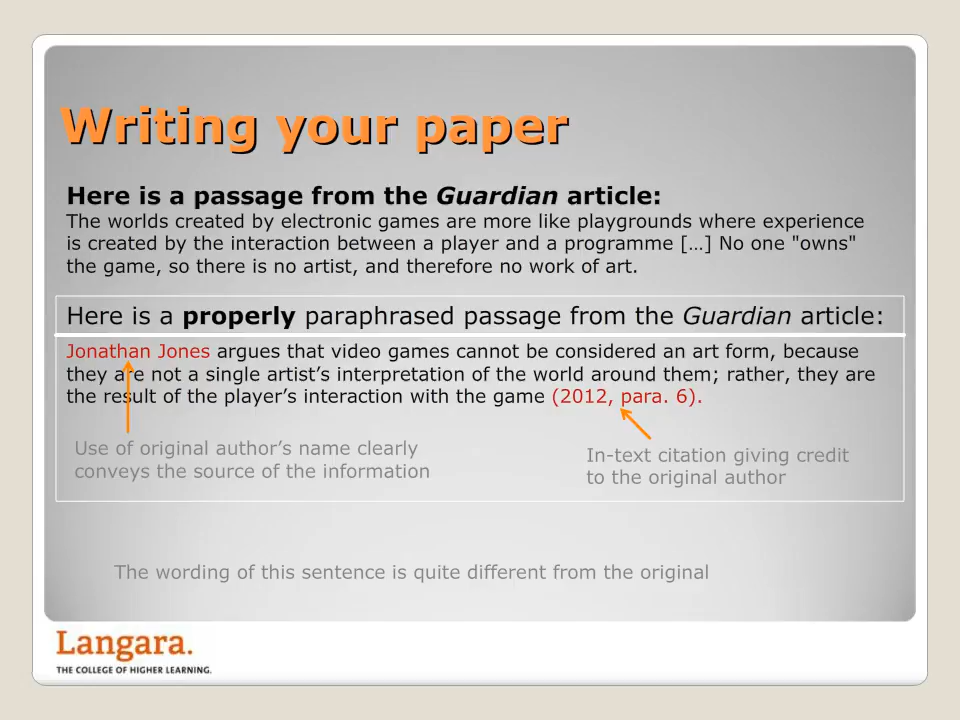 Writing your paper
Here is a passage from the Guardian article:
The worlds created by electronic games are more like playgrounds where experience
is created by the interaction between a player and a programme […] No one "owns"
the game, so there is no artist, and therefore no work of art.
Here is a properly paraphrased passage from the Guardian article:
Jonathan Jones argues that video games cannot be considered an art form, because
they are not a single artist’s interpretation of the world around them; rather, they are
the result of the player’s interaction with the game (2012, para. 6).
Use of original author’s name clearly
conveys the source of the information
In-text citation giving credit
to the original author
The wording of this sentence is quite different from the original
Langara.
THE COLLEGE OF HIGHER LEARNING.